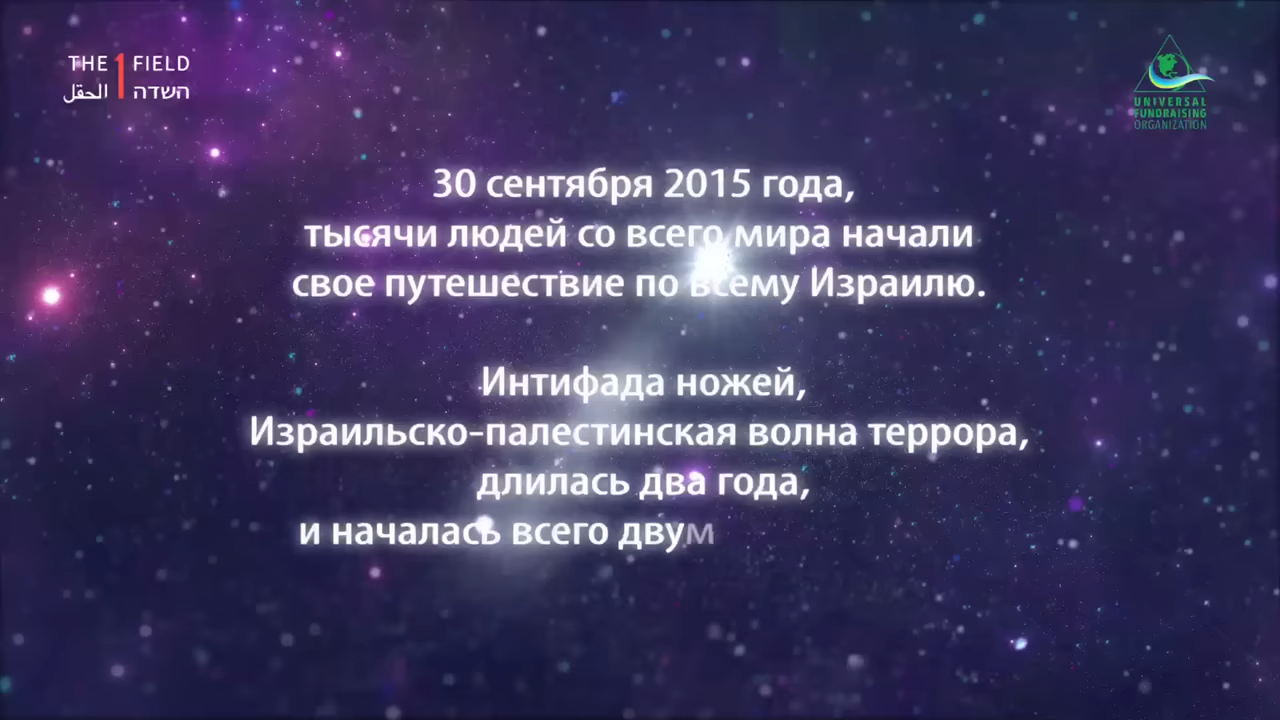 THE 1 FIELD
الحقل השדה
UNIVERSAL
FUNDRAISING
ORGANIZATION
30 сентября 2015 года,
тысячи людей со всего мира начали
свое путешествие по всему Израилю.
Интифада ножей,
Израильско-палестинская волна террора,
длилась два года,
и началась всего двум